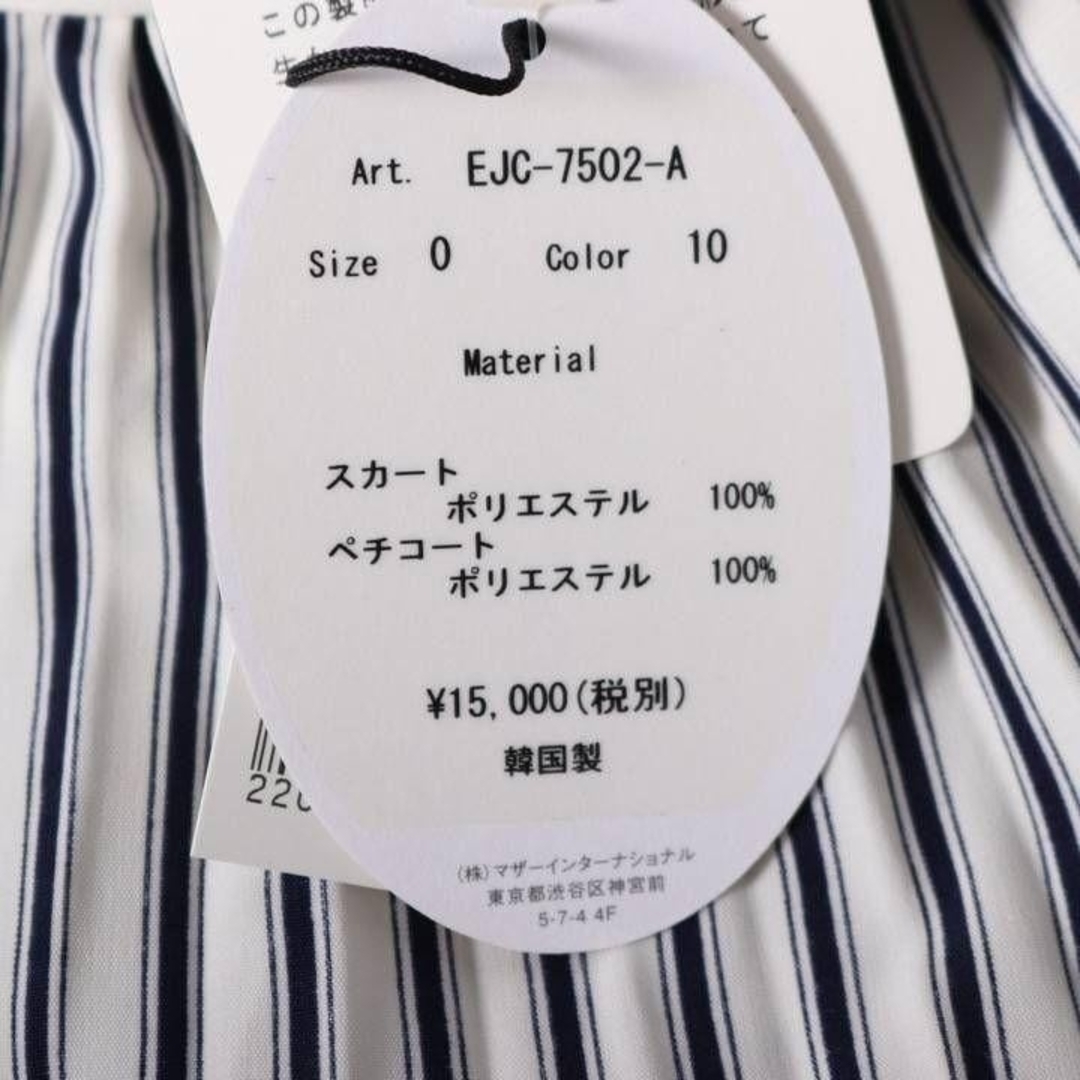 この製
Art. EJC-7502-A
Size 0 Color 10
Material
スカート
ポリエステル 100%
ペチコート
ポリエステル 100%
¥15,000(税別)
韓国製
(株)マザーインターナショナル
東京都渋谷区神宮前
5-7-4 4F
220